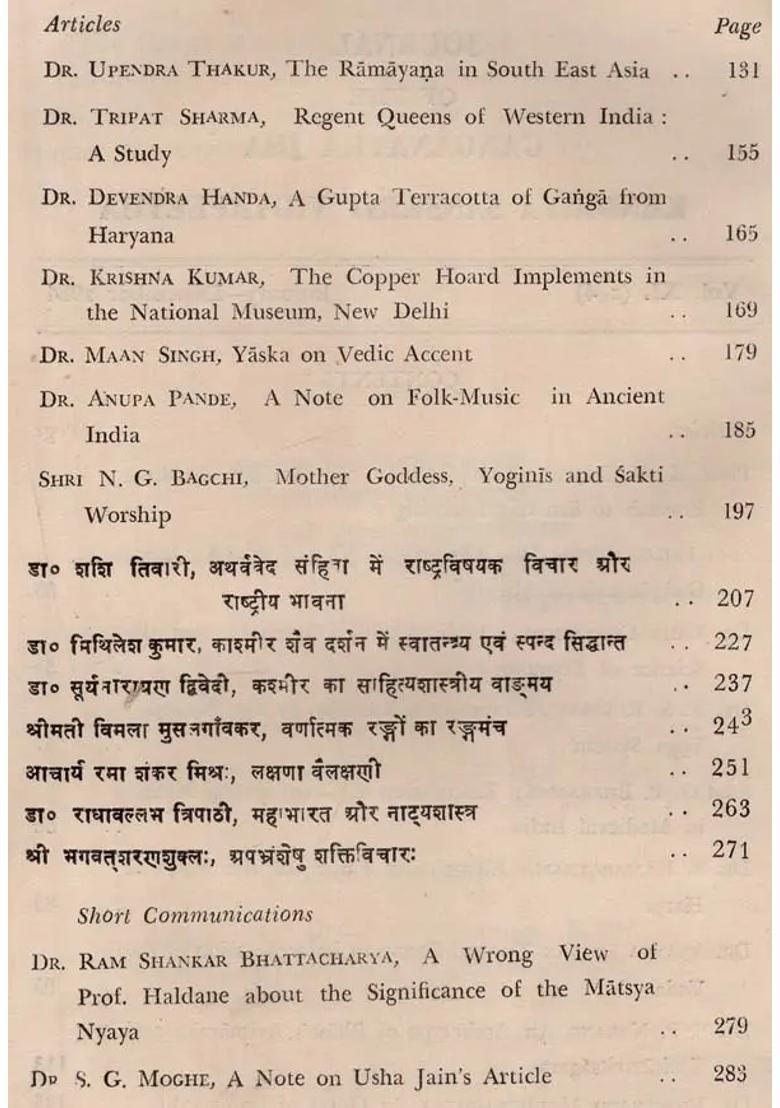 Articles Page
DR. UPENDRA THAKUR, The Rāmāyaṇa in South East Asia .. 131
DR. TRIPAT SHARMA, Regent Queens of Western India :
A Study .. 155
DR. DEVENDRA HANDA, A Gupta Terracotta of Gaṅgā from
Haryana .. 165
DR. KRISHNA KUMAR, The Copper Hoard Implements in
the National Museum, New Delhi .. 169
DR. MAAN SINGH, Yāska on Vedic Accent .. 179
DR. ANUPA PANDE, A Note on Folk-Music in Ancient
India .. 185
SHRI N. G. BAGCHI, Mother Goddess, Yoginīs and Śakti
Worship .. 197
डा० शशि तिवारी, अथर्ववेद संहिता में राष्ट्रविषयक विचार और
राष्ट्रीय भावना .. 207
डा० मिथिलेश कुमार, काश्मीर शैव दर्शन में स्वातन्त्र्य एवं स्पन्द सिद्धान्त .. 227
डा० सूर्यनारायण द्विवेदी, कश्मीर का साहित्यशास्त्रीय वाङ्मय .. 237
श्रीमती विमला मुसलगाँवकर, वर्णात्मक रङ्गों का रङ्गमंच .. 243
आचार्य रमा शंकर मिश्रः, लक्षणा वैलक्षणी .. 251
डा० राधावल्लभ त्रिपाठी, महाभारत और नाट्यशास्त्र .. 263
श्री भगवत्शरणशुक्लः, अपभ्रंशेषु शक्तिविचारः .. 271
Short Communications
DR. RAM SHANKAR BHATTACHARYA, A Wrong View of
Prof. Haldane about the Significance of the Mātsya
Nyaya .. 279
DR S. G. MOGHE, A Note on Usha Jain's Article .. 283